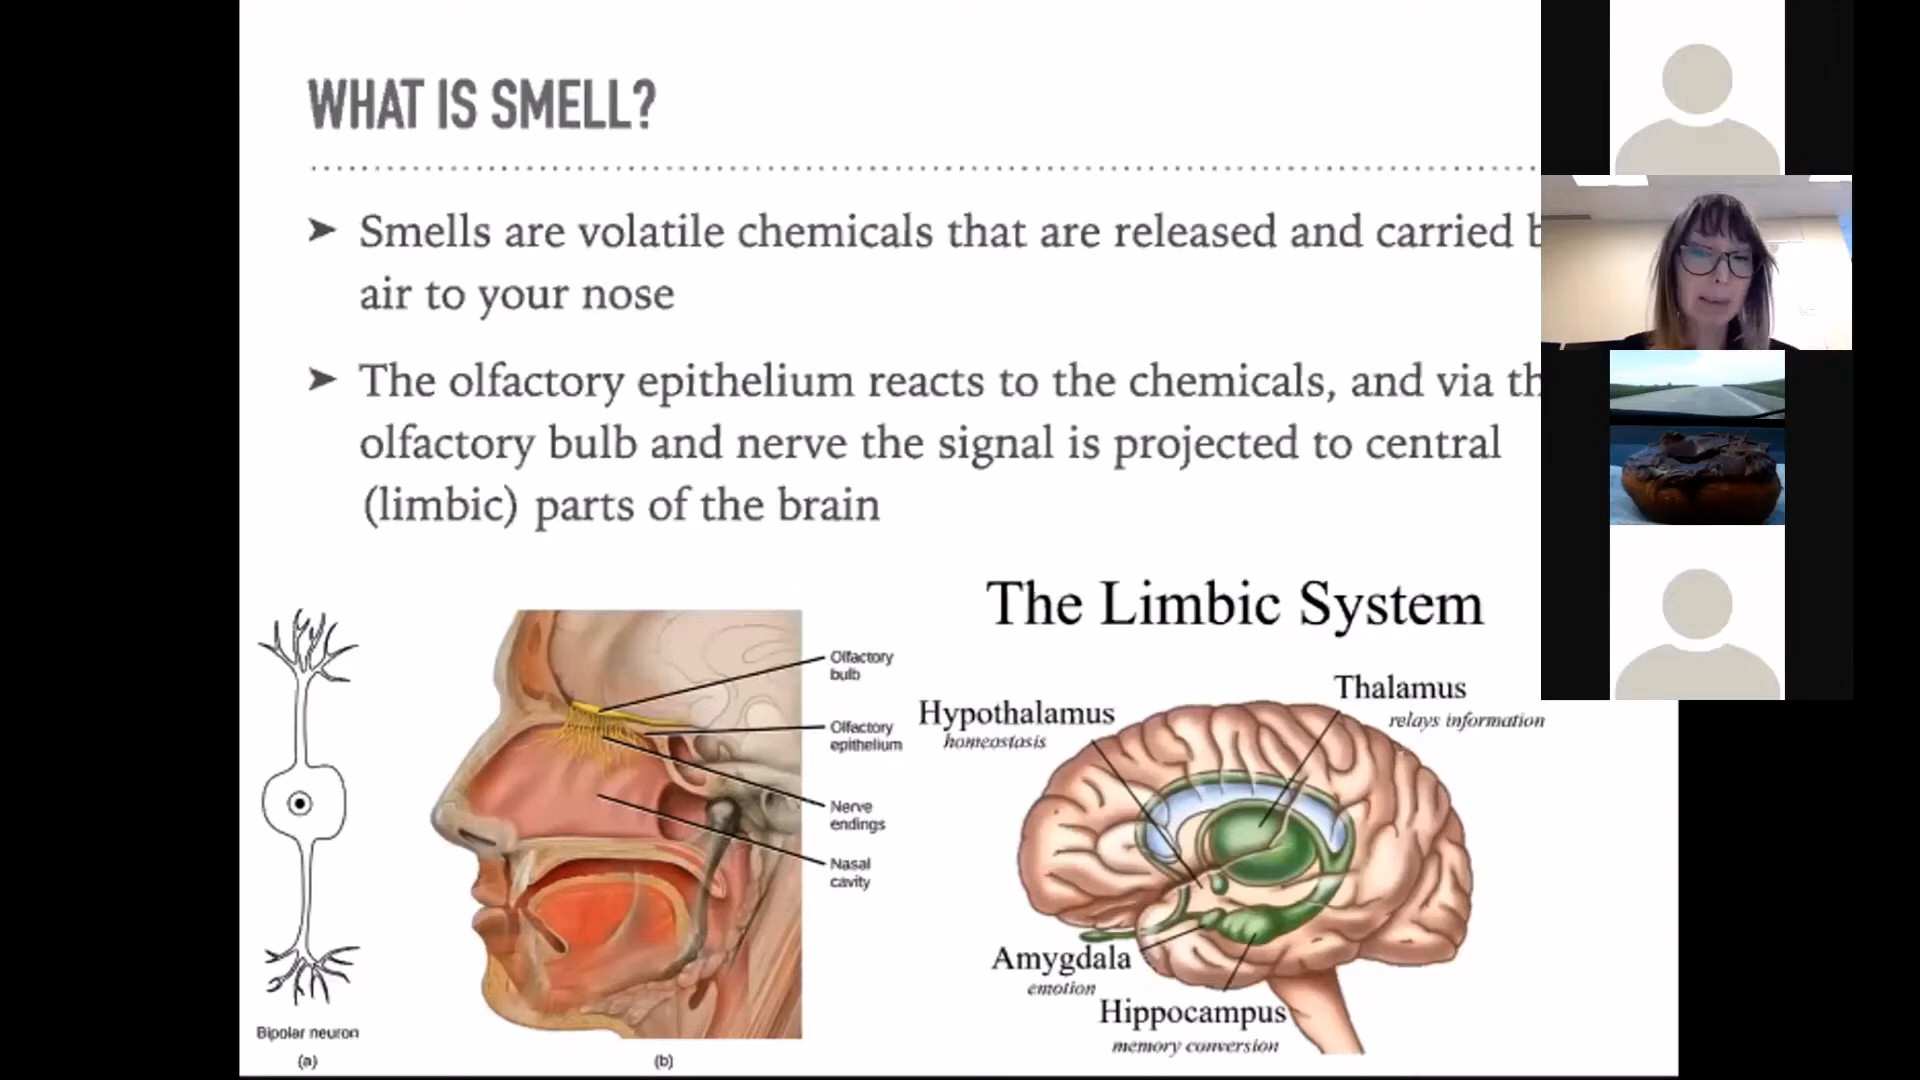 WHAT IS SMELL?
➤ Smells are volatile chemicals that are released and carried
air to your nose
➤ The olfactory epithelium reacts to the chemicals, and via
olfactory bulb and nerve the signal is projected to central
(limbic) parts of the brain
Bipolar neuron
(a)
Olfactory
bulb
Olfactory
epithelium
Nerve
endings
Nasal
cavity
(b)
The Limbic System
Thalamus
relays information
Hypothalamus
homeostasis
Amygdala
emotion
Hippocampus
memory conversion